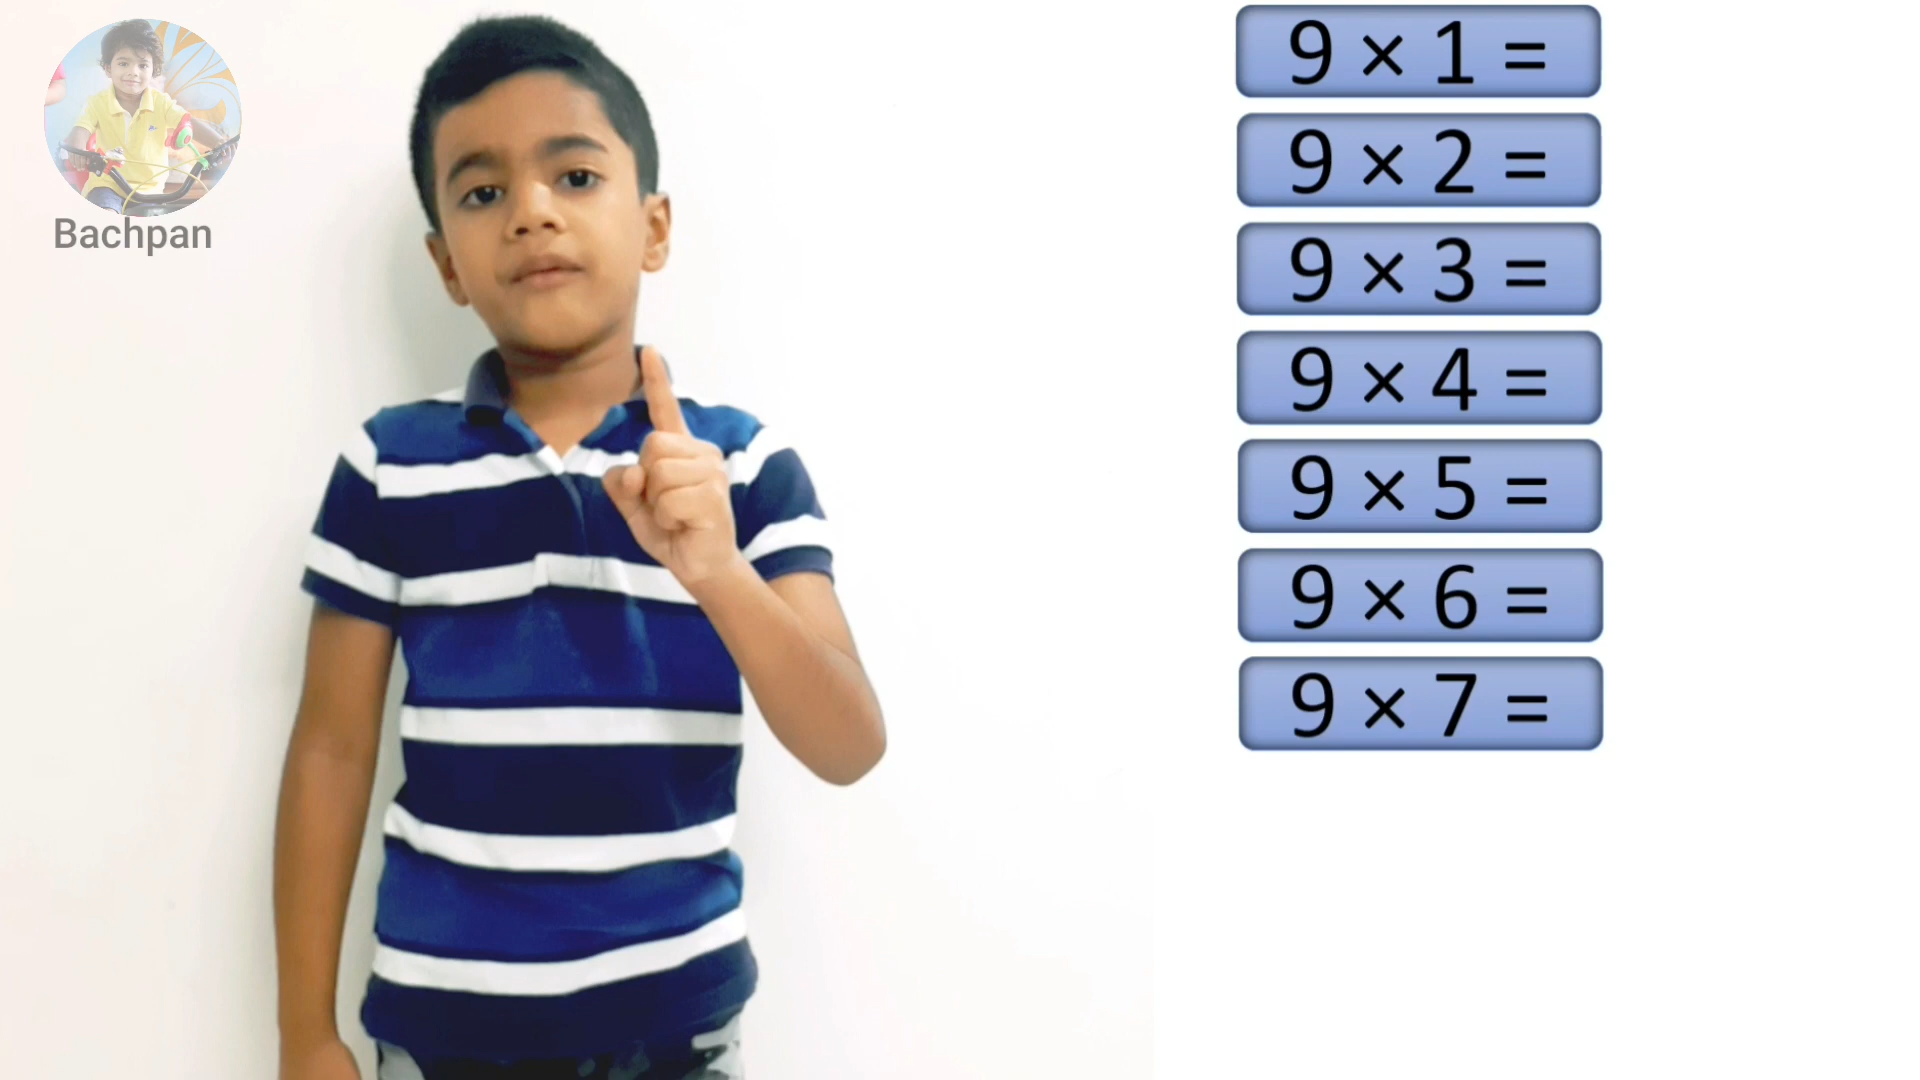 Bachpan
9 × 1 =
9 × 2 =
9 × 3 =
9 × 4 =
9 × 5 =
9 × 6 =
9 × 7 =